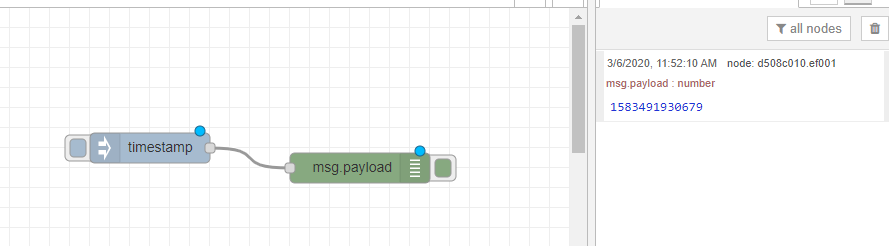 all nodes
3/6/2020, 11:52:10 AM node: d508c010.ef001
msg.payload : number
1583491930679
timestamp
msg.payload